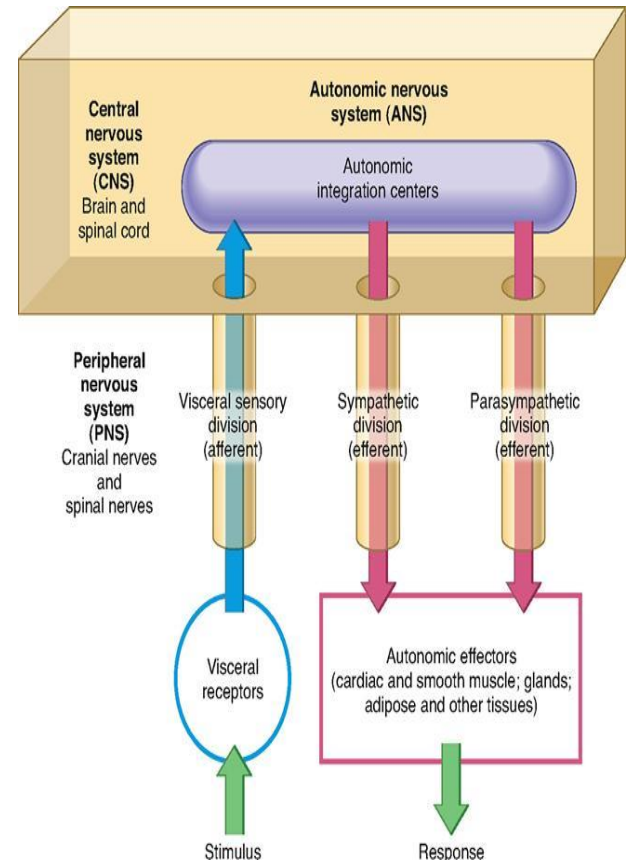 Central
nervous
system
(CNS)
Brain and
spinal cord
Autonomic nervous
system (ANS)
Autonomic
integration centers
Peripheral
nervous
system
(PNS)
Cranial nerves
and
spinal nerves
Visceral sensory
division
(afferent)
Sympathetic
division
(efferent)
Parasympathetic
division
(efferent)
Visceral
receptors
Autonomic effectors
(cardiac and smooth muscle; glands;
adipose and other tissues)
Stimulus
Response